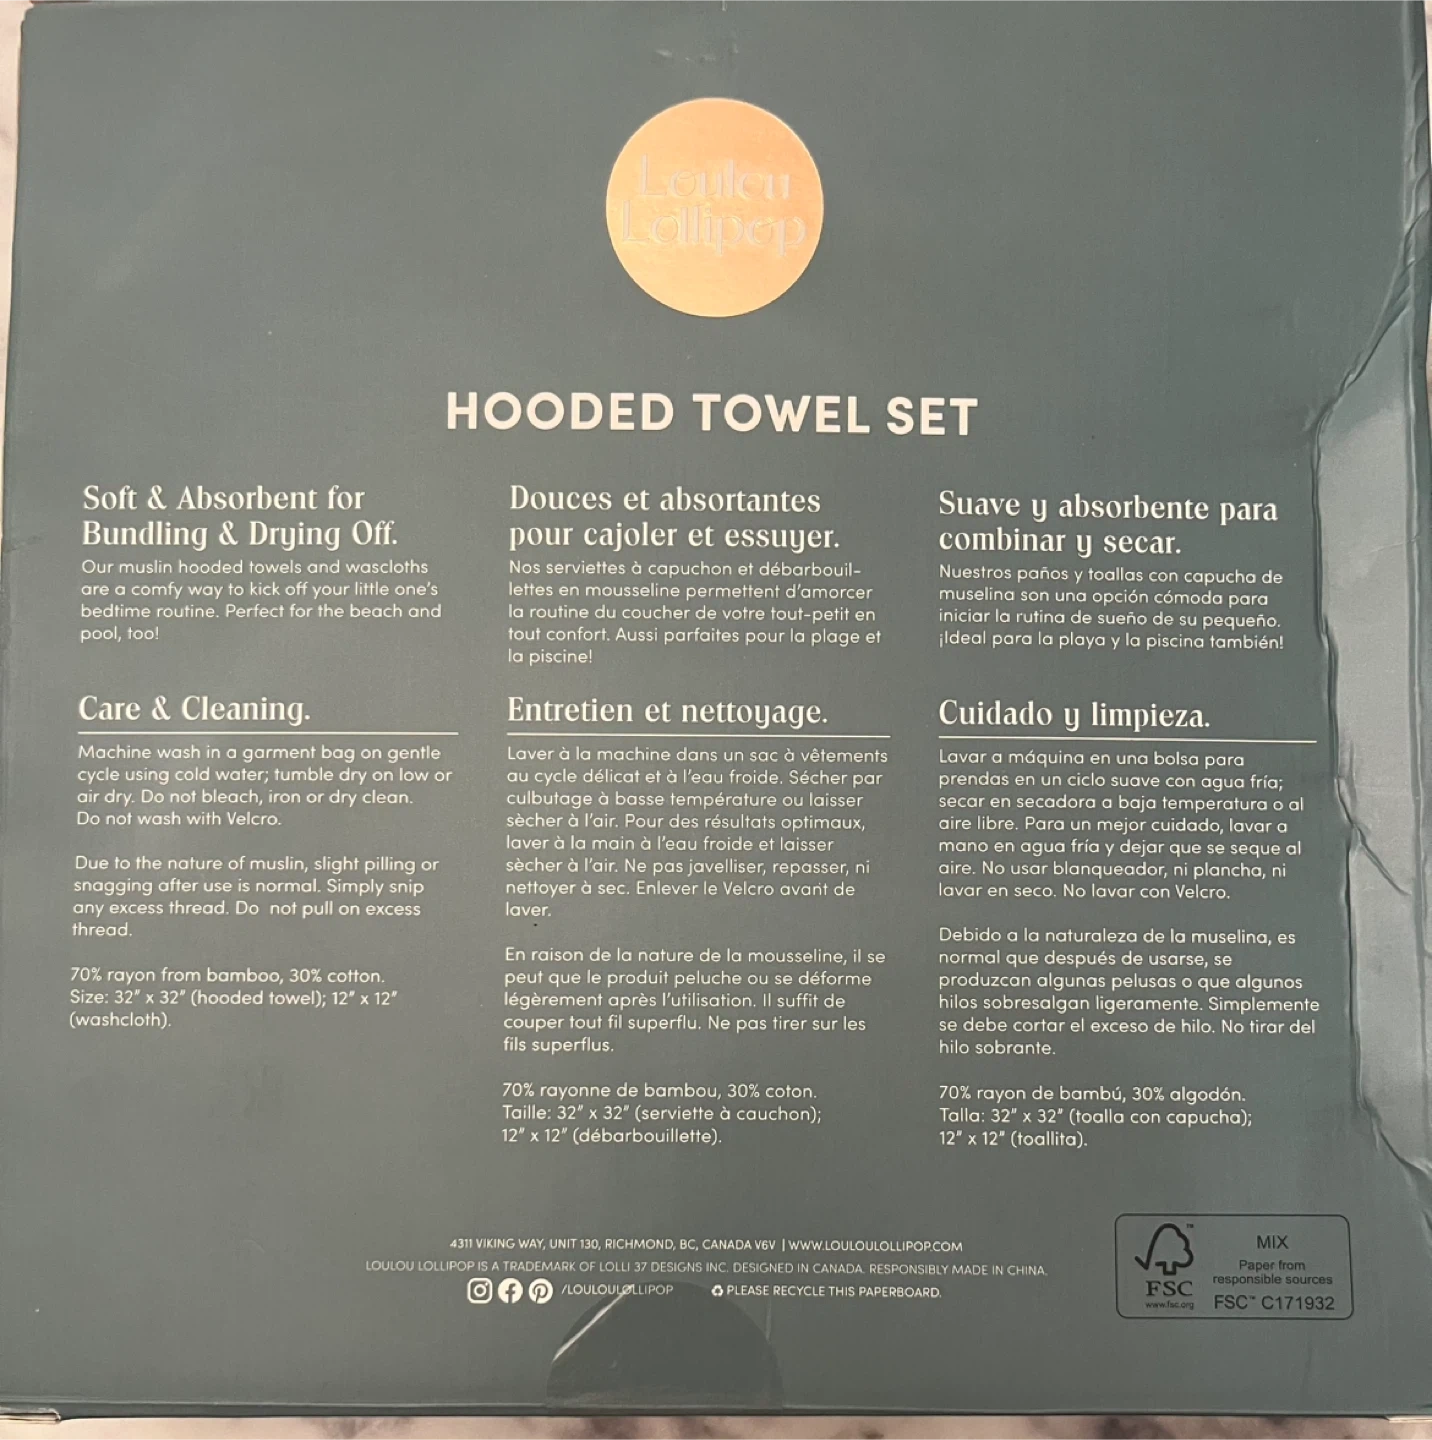 Loulou
Lollipop
HOODED TOWEL SET
Soft & Absorbent for
Bundling & Drying Off.
Our muslin hooded towels and wascloths
are a comfy way to kick off your little one's
bedtime routine. Perfect for the beach and
pool, too!
Care & Cleaning.
Machine wash in a garment bag on gentle
cycle using cold water; tumble dry on low or
air dry. Do not bleach, iron or dry clean.
Do not wash with Velcro.
Due to the nature of muslin, slight pilling or
snagging after use is normal. Simply snip
any excess thread. Do not pull on excess
thread.
70% rayon from bamboo, 30% cotton.
Size: 32" x 32" (hooded towel); 12" x 12"
(washcloth).
Douces et absortantes
pour cajoler et essuyer.
Nos serviettes à capuchon et débarbouil-
lettes en mousseline permettent d'amorcer
la routine du coucher de votre tout-petit en
tout confort. Aussi parfaites pour la plage et
la piscine!
Entretien et nettoyage.
Laver à la machine dans un sac à vêtements
au cycle délicat et à l'eau froide. Sécher par
culbutage à basse température ou laisser
sècher à l'air. Pour des résultats optimaux,
laver à la main à l'eau froide et laisser
sècher à l'air. Ne pas javelliser, repasser, ni
nettoyer à sec. Enlever le Velcro avant de
laver.
En raison de la nature de la mousseline, il se
peut que le produit peluche ou se déforme
légèrement après l'utilisation. Il suffit de
couper tout fil superflu. Ne pas tirer sur les
fils superflus.
70% rayonne de bambou, 30% coton.
Taille: 32" x 32" (serviette à cauchon);
12" x 12" (débarbouillette).
Suave y absorbente para
combinar y secar.
Nuestros paños y toallas con capucha de
muselina son una opción cómoda para
iniciar la rutina de sueño de su pequeño.
¡Ideal para la playa y la piscina también!
Cuidado y limpieza.
Lavar a máquina en una bolsa para
prendas en un ciclo suave con agua fría;
secar en secadora a baja temperatura o al
aire libre. Para un mejor cuidado, lavar a
mano en agua fría y dejar que se seque al
aire. No usar blanqueador, ni plancha, ni
lavar en seco. No lavar con Velcro.
Debido a la naturaleza de la muselina, es
normal que después de usarse, se
produzcan algunas pelusas o que algunos
hilos sobresalgan ligeramente. Simplemente
se debe cortar el exceso de hilo. No tirar del
hilo sobrante.
70% rayon de bambú, 30% algodón.
Talla: 32" x 32" (toalla con capucha);
12" x 12" (toallita).
4311 VIKING WAY, UNIT 130, RICHMOND, BC, CANADA V6V | WWW.LOULOULOLLIPOP.COM
LOULOU LOLLIPOP IS A TRADEMARK OF LOLLI 37 DESIGNS INC. DESIGNED IN CANADA. RESPONSIBLY MADE IN CHINA.
/LOULOULOLLIPOP PLEASE RECYCLE THIS PAPERBOARD.
FSC
www.fsc.org
MIX
Paper from
responsible sources
FSC™ C171932